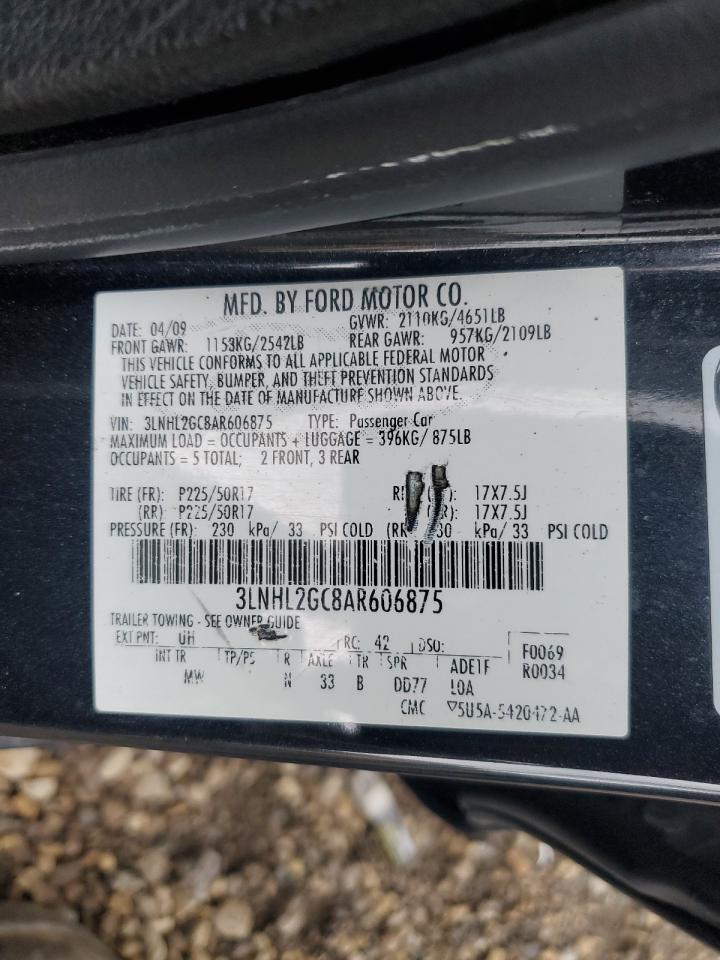 MFD. BY FORD MOTOR CO.
DATE: 04/09 GVWR: 2110KG/4651LB
FRONT GAWR: 1153KG/2542LB REAR GAWR: 957KG/2109LB
THIS VEHICLE CONFORMS TO ALL APPLICABLE FEDERAL MOTOR
VEHICLE SAFETY, BUMPER, AND THEFT PREVENTION STANDARDS
IN EFFECT ON THE DATE OF MANUFACTURE SHOWN ABOVE.
VIN: 3LNHL2GC8AR606875 TYPE: Passenger Car
MAXIMUM LOAD = OCCUPANTS + LUGGAGE = 396KG/ 875LB
OCCUPANTS = 5 TOTAL; 2 FRONT, 3 REAR
TIRE (FR): P225/50R17 17X7.5J
(RR): P225/50R17 17X7.5J
PRESSURE (FR): 230 kPa/ 33 PSI COLD kPa/ 33 PSI COLD
3LNHL2GC8AR606875
TRAILER TOWING - SEE OWNER GUIDE
EXT PNT: UH RC: 42 DSO: F0069
INT TR TP/PS R AXLE TR SPR ADE1F R0034
MW N 33 B DD77 LOA
CMC ▽5U5A-5420472-AA